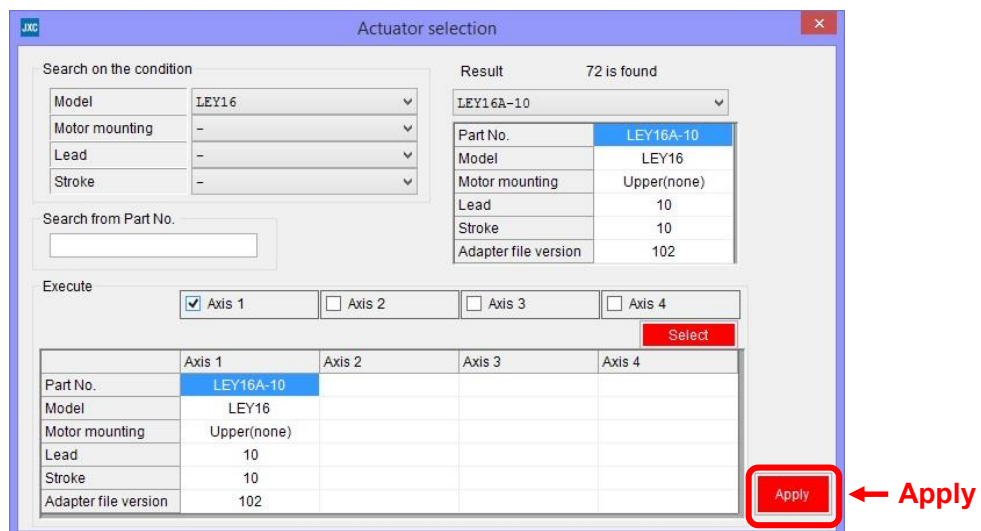 JXC Actuator selection ×
Search on the condition
Model LEY16
Motor mounting –
Lead –
Stroke –
Search from Part No.
Result 72 is found
LEY16A-10
Part No. LEY16A-10
Model LEY16
Motor mounting Upper(none)
Lead 10
Stroke 10
Adapter file version 102
Execute
Axis 1 Axis 2 Axis 3 Axis 4
Select
Axis 1 Axis 2 Axis 3 Axis 4
Part No. LEY16A-10
Model LEY16
Motor mounting Upper(none)
Lead 10
Stroke 10
Adapter file version 102
Apply
Apply